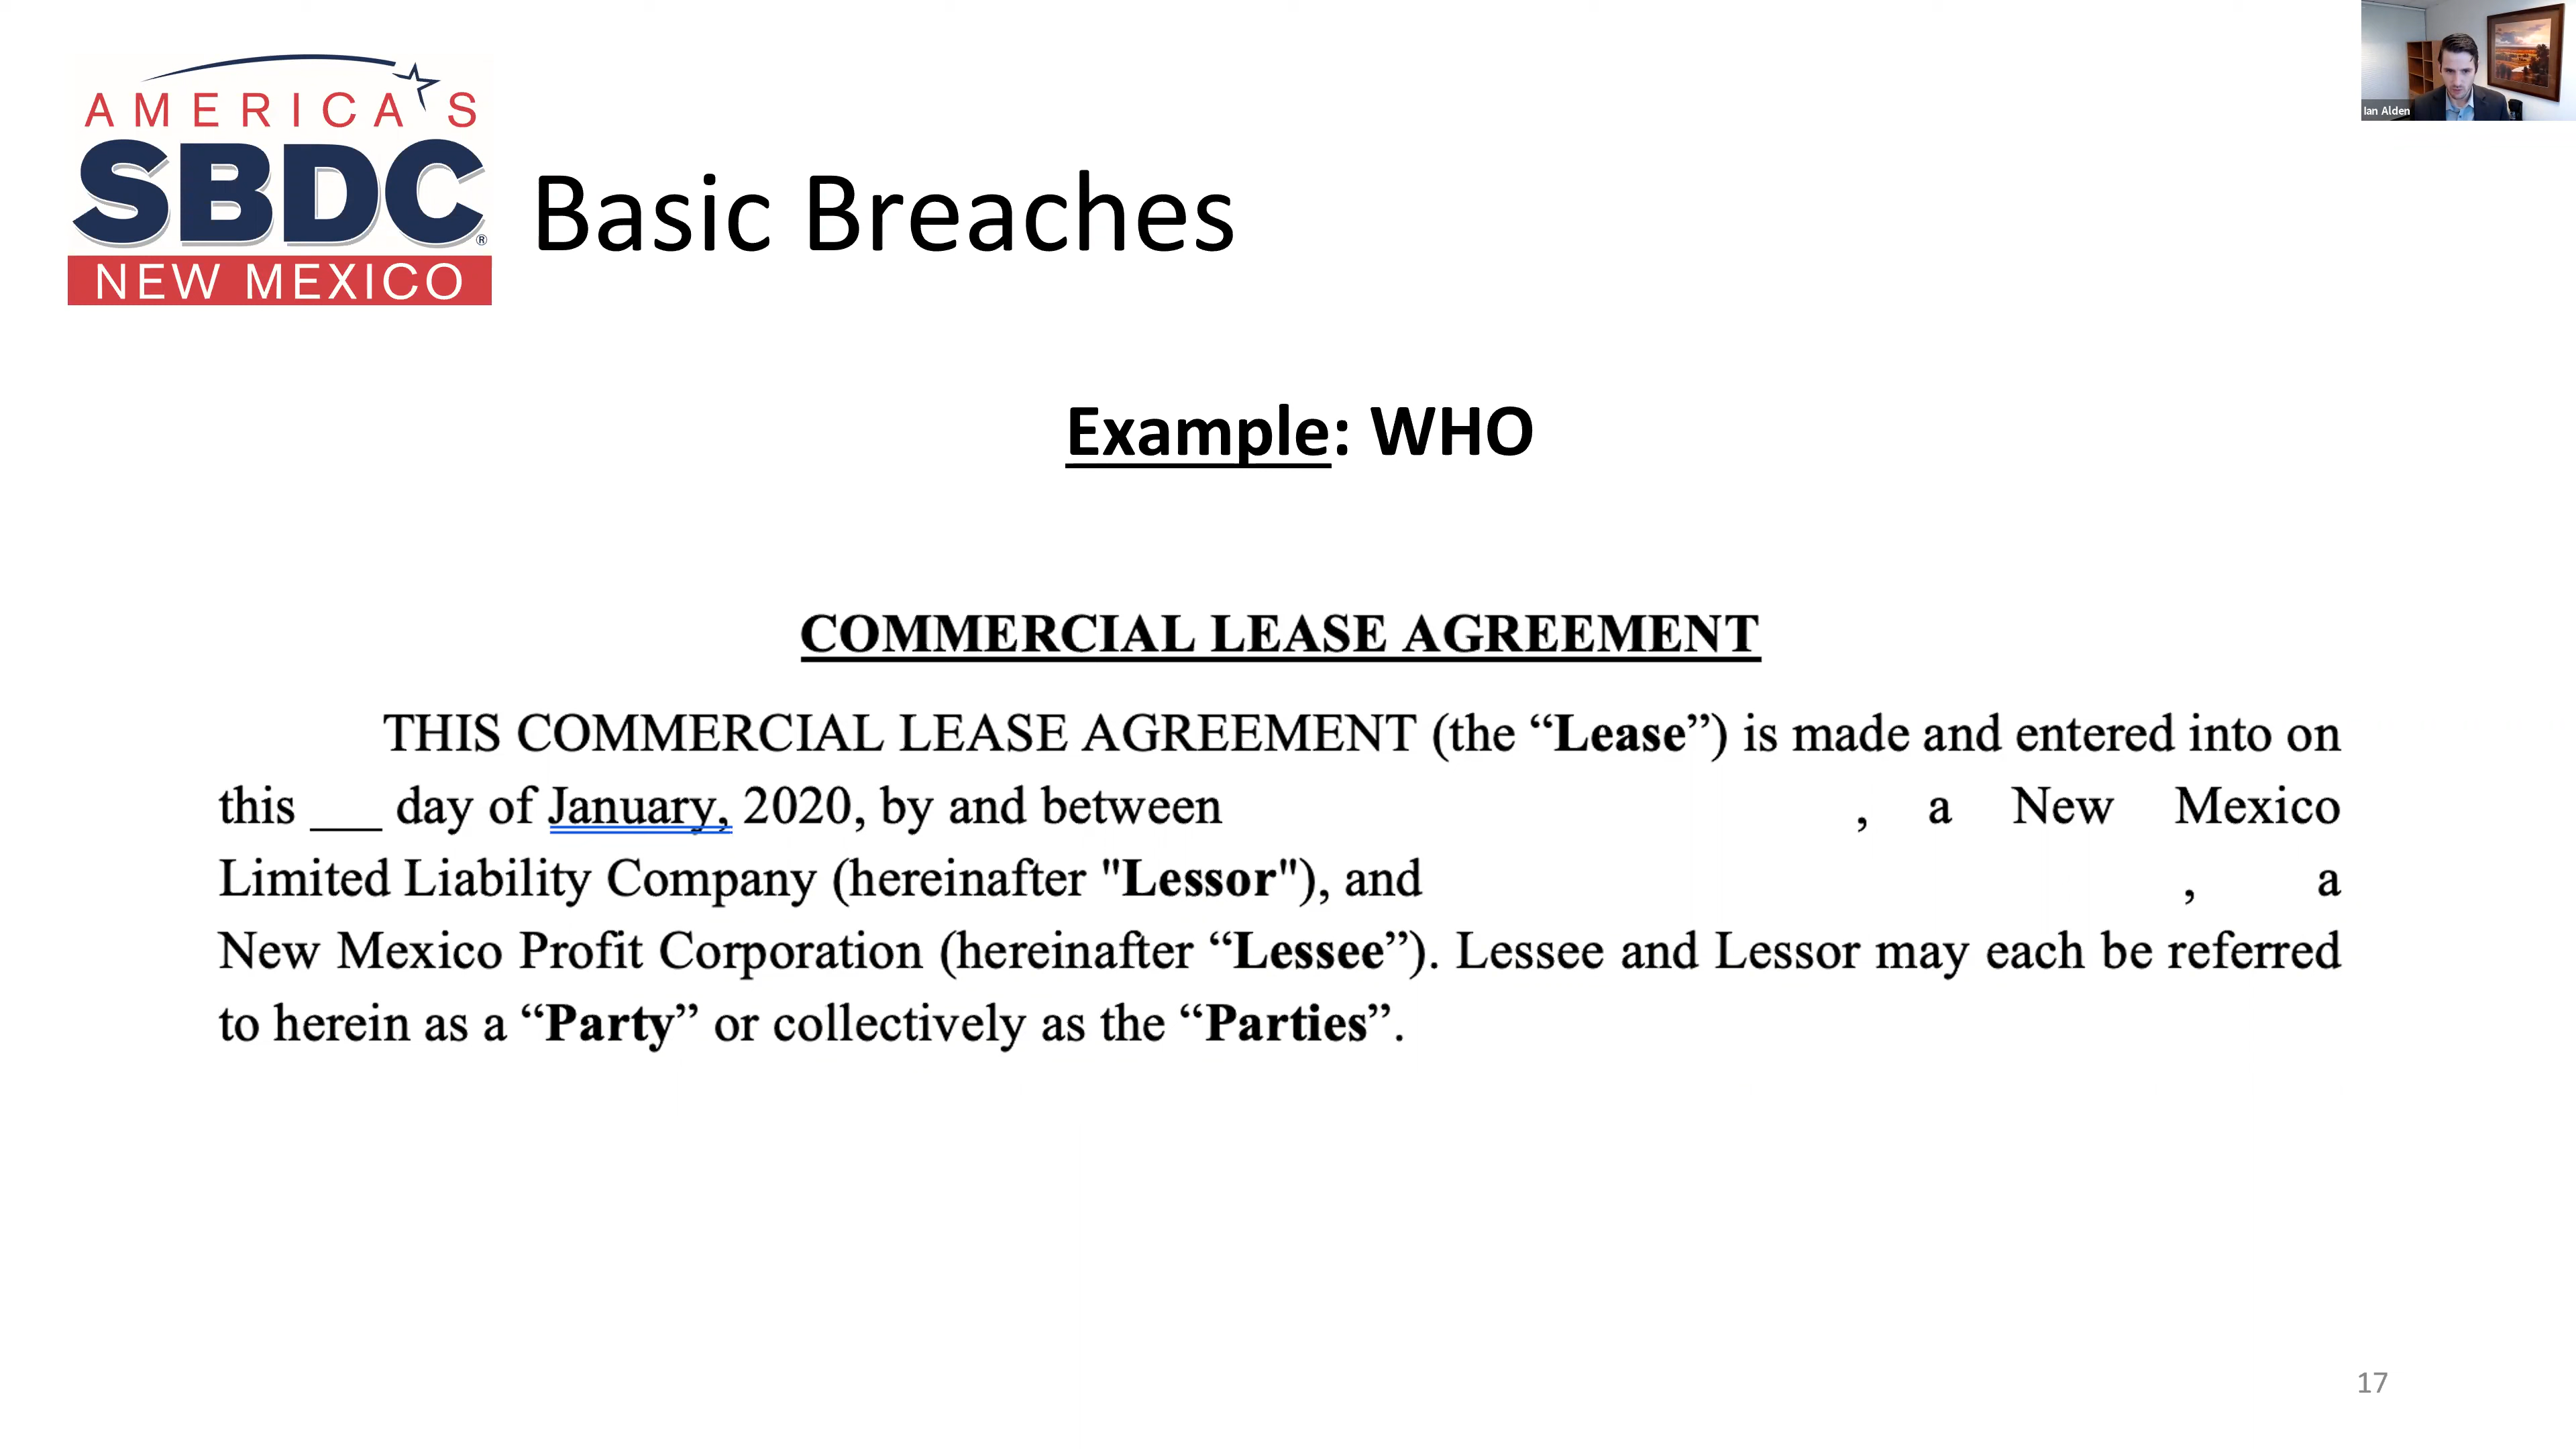 AMERICA'S
SBDC®
NEW MEXICO
Ian Alden
Basic Breaches
Example: WHO
COMMERCIAL LEASE AGREEMENT
THIS COMMERCIAL LEASE AGREEMENT (the “Lease”) is made and entered into on
this ___ day of January, 2020, by and between , a New Mexico
Limited Liability Company (hereinafter "Lessor"), and , a
New Mexico Profit Corporation (hereinafter “Lessee”). Lessee and Lessor may each be referred
to herein as a “Party” or collectively as the “Parties”.
17